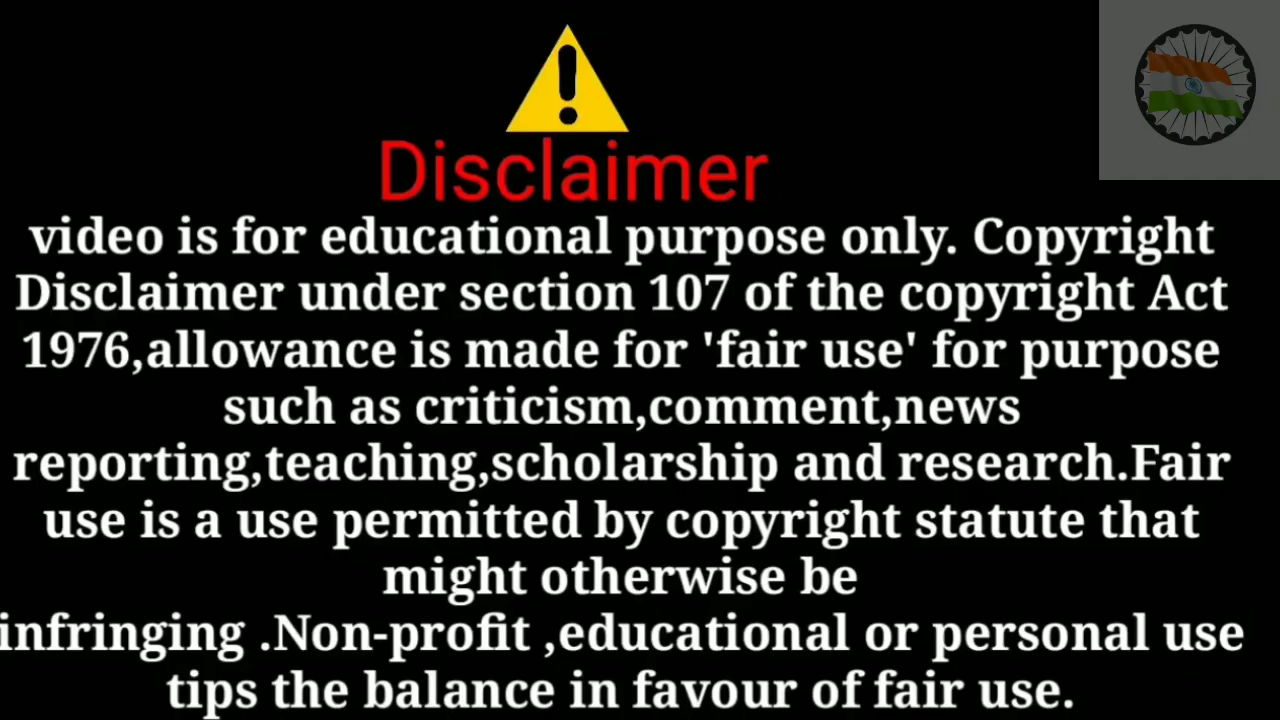 Disclaimer
video is for educational purpose only. Copyright
Disclaimer under section 107 of the copyright Act
1976,allowance is made for 'fair use' for purpose
such as criticism,comment,news
reporting,teaching,scholarship and research.Fair
use is a use permitted by copyright statute that
might otherwise be
infringing .Non-profit ,educational or personal use
tips the balance in favour of fair use.